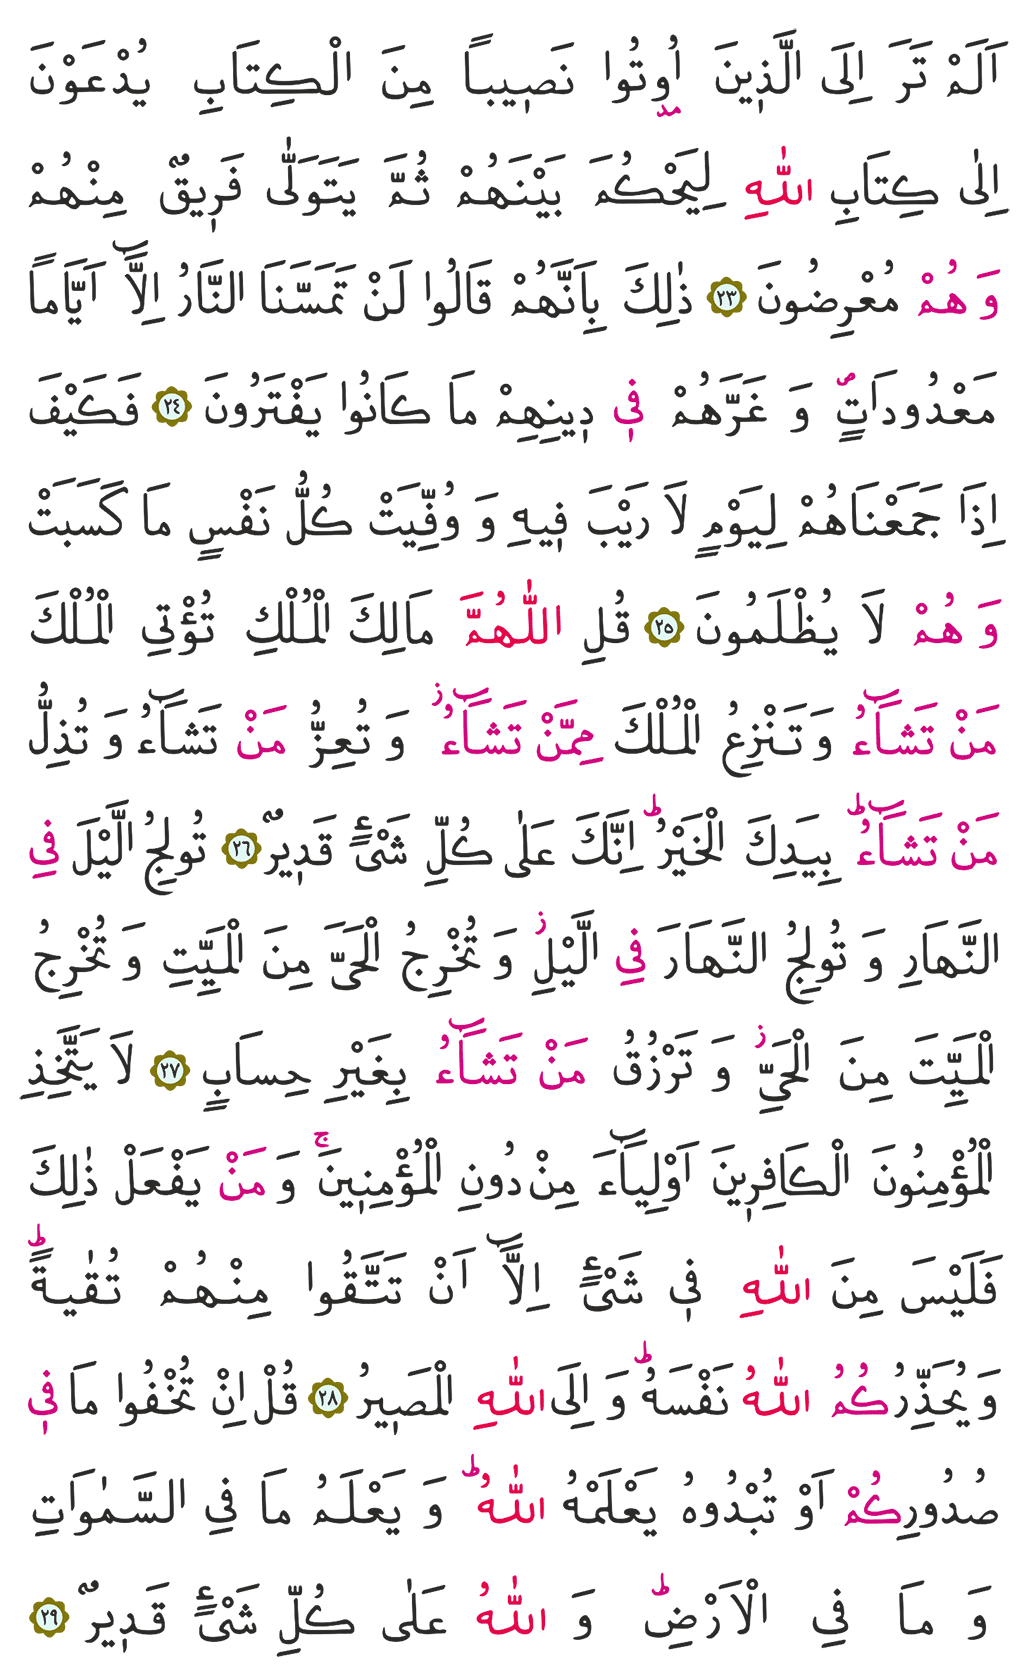 اَلَمْ تَرَ اِلَى الَّذٖينَ اُوتُوا نَصٖيباً مِنَ الْكِتَابِ يُدْعَوْنَ
اِلٰى كِتَابِ اللّٰهِ لِيَحْكُمَ بَيْنَهُمْ ثُمَّ يَتَوَلّٰى فَرٖيقٌ مِنْهُمْ
وَ هُمْ مُعْرِضُونَ ﴿٢٣﴾ ذٰلِكَ بِاَنَّهُمْ قَالُوا لَنْ تَمَسَّنَا النَّارُ اِلَّٓا اَيَّاماً
مَعْدُودَاتٍࣕ وَ غَرَّهُمْ فٖي دٖينِهِمْ مَا كَانُوا يَفْتَرُونَ ﴿٢٤﴾ فَكَيْفَ
اِذَا جَمَعْنَاهُمْ لِيَوْمٍ لَا رَيْبَ فٖيهِ وَ وُفِّيَتْ كُلُّ نَفْسٍ مَا كَسَبَتْ
وَ هُمْ لَا يُظْلَمُونَ ﴿٢٥﴾ قُلِ اللّٰهُمَّ مَالِكَ الْمُلْكِ تُؤْتِي الْمُلْكَ
مَنْ تَشَٓاءُ وَ تَنْزِعُ الْمُلْكَ مِمَّنْ تَشَٓاءُؗ وَ تُعِزُّ مَنْ تَشَٓاءُ وَ تُذِلُّ
مَنْ تَشَٓاءُؕ بِيَدِكَ الْخَيْرُؕ اِنَّكَ عَلٰى كُلِّ شَيْءٍ قَدٖيرٌ ﴿٢٦﴾ تُولِجُ الَّيْلَ فِي
النَّهَارِ وَ تُولِجُ النَّهَارَ فِي الَّيْلِؗ وَ تُخْرِجُ الْحَيَّ مِنَ الْمَيِّتِ وَ تُخْرِجُ
الْمَيِّتَ مِنَ الْحَيِّؗ وَ تَرْزُقُ مَنْ تَشَٓاءُ بِغَيْرِ حِسَابٍ ﴿٢٧﴾ لَا يَتَّخِذِ
الْمُؤْمِنُونَ الْكَافِرٖينَ اَوْلِيَٓاءَ مِنْ دُونِ الْمُؤْمِنٖينَۚ وَ مَنْ يَفْعَلْ ذٰلِكَ
فَلَيْسَ مِنَ اللّٰهِ فٖي شَيْءٍ اِلَّٓا اَنْ تَتَّقُوا مِنْهُمْ تُقٰيةًؕ
وَ يُحَذِّرُكُمُ اللّٰهُ نَفْسَهُؕ وَ اِلَى اللّٰهِ الْمَصٖيرُ ﴿٢٨﴾ قُلْ اِنْ تُخْفُوا مَا فٖي
صُدُورِكُمْ اَوْ تُبْدُوهُ يَعْلَمْهُ اللّٰهُؕ وَ يَعْلَمُ مَا فِي السَّمٰوَاتِ
وَ مَا فِي الْاَرْضِؕ وَ اللّٰهُ عَلٰى كُلِّ شَيْءٍ قَدٖيرٌ ﴿٢٩﴾